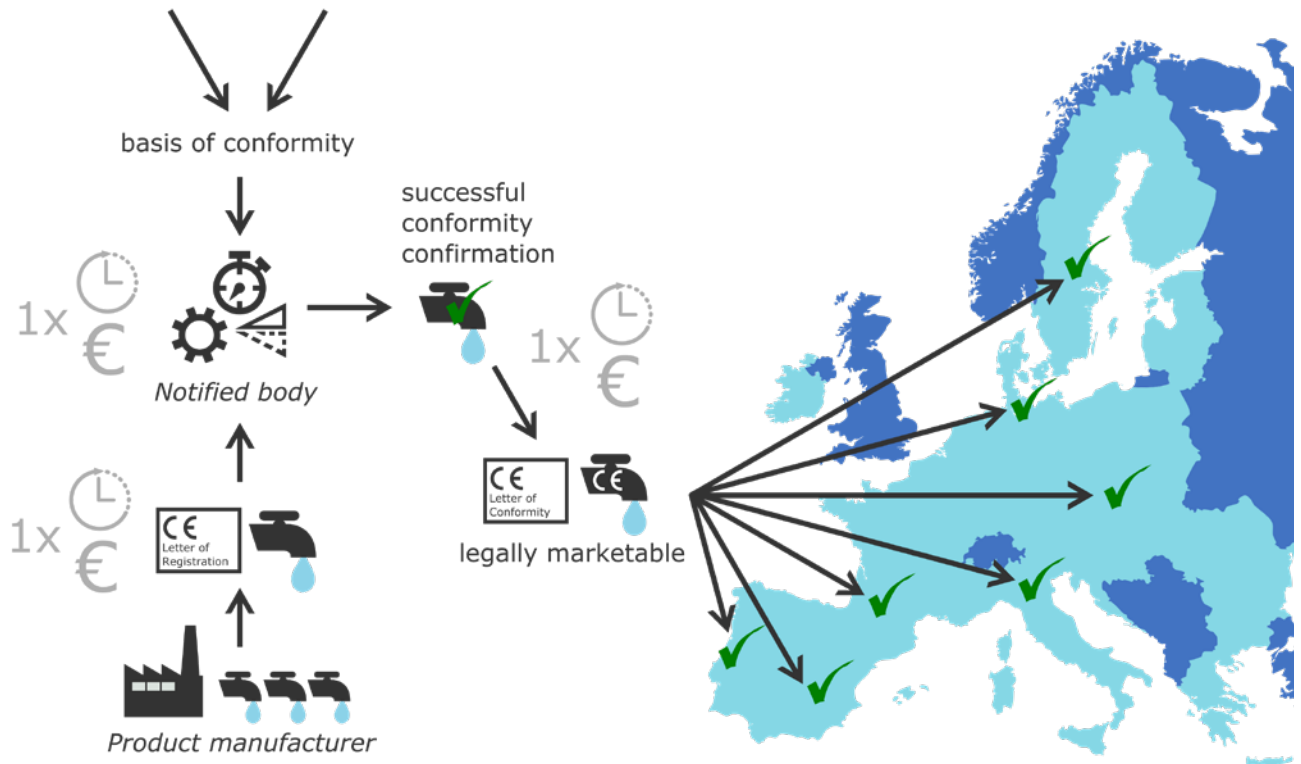 basis of conformity
successful
conformity
confirmation
1x
€
Notified body
1x
€
CE
Letter of
Conformity
CE
legally marketable
1x
€
CE
Letter of
Registration
Product manufacturer